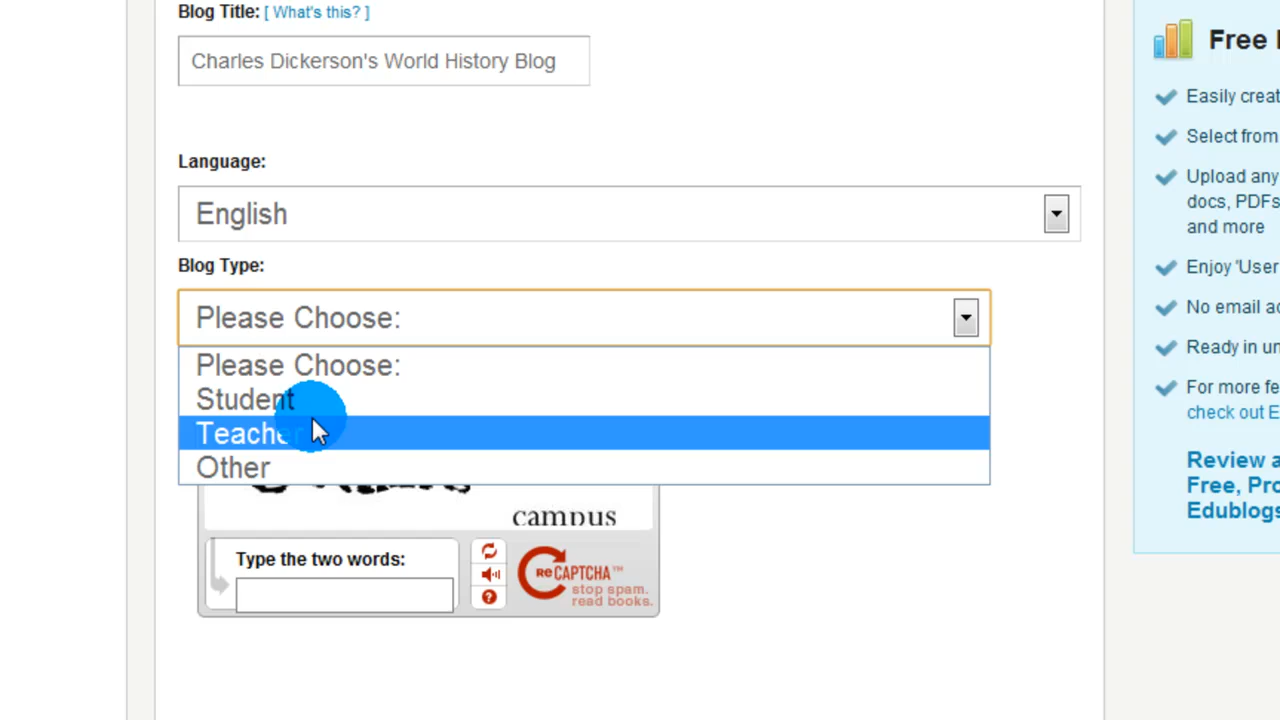 Blog Title: [ What's this? ]
Charles Dickerson's World History Blog
Language:
English
Blog Type:
Please Choose:
Please Choose:
Student
Teacher
Other
campus
Type the two words:
reCAPTCHA™
stop spam.
read books.
Free
Easily creat
Select from
Upload any
docs, PDFs
and more
Enjoy 'User
No email ac
Ready in un
For more fe
check out E
Review a
Free, Pro
Edublogs